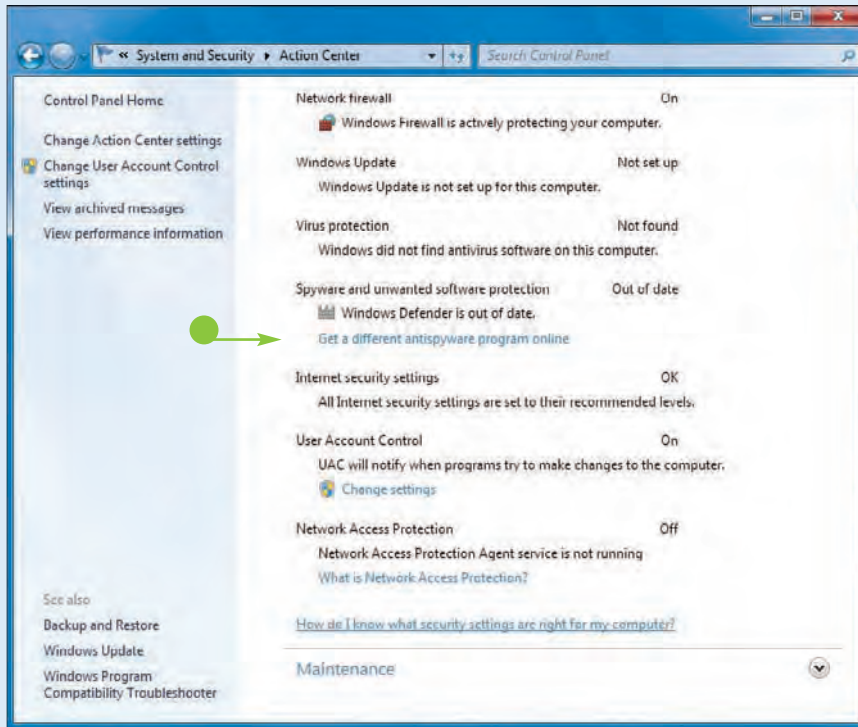 « System and Security ▸ Action Center
Search Control Panel
Control Panel Home
Change Action Center settings
Change User Account Control
settings
View archived messages
View performance information
See also
Backup and Restore
Windows Update
Windows Program
Compatibility Troubleshooter
Network firewall On
Windows Firewall is actively protecting your computer.
Windows Update Not set up
Windows Update is not set up for this computer.
Virus protection Not found
Windows did not find antivirus software on this computer.
Spyware and unwanted software protection Out of date
Windows Defender is out of date.
Get a different antispyware program online
Internet security settings OK
All Internet security settings are set to their recommended levels.
User Account Control On
UAC will notify when programs try to make changes to the computer.
Change settings
Network Access Protection Off
Network Access Protection Agent service is not running
What is Network Access Protection?
How do I know what security settings are right for my computer?
Maintenance